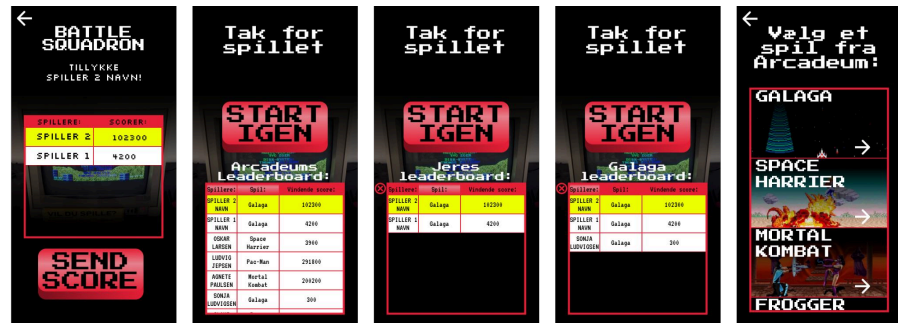 BATTLE
SQUADRON
TILLYKKE
SPILLER 2 NAVN!
SPILLERE: SCORER:
SPILLER 2 102300
SPILLER 1 4200
SEND
SCORE
Tak for
spillet
START
IGEN
Arcadeums
Leaderboard:
Spillere: Spil: Vindende score:
SPILLER 2 NAVN Galaga 102300
SPILLER 1 NAVN Galaga 4200
OSKAR LARSEN Space Harrier 3900
LUDVIG JEPSEN Pac-Man 291800
AGNETE PAULSEN Mortal Kombat 200200
SONJA LUDVIGSEN Galaga 300
Tak for
spillet
START
IGEN
Jeres
leaderboard:
Spillere: Spil: Vindende score:
SPILLER 2 NAVN Galaga 102300
SPILLER 1 NAVN Galaga 4200
Tak for
spillet
START
IGEN
Galaga
leaderboard:
Spillere: Spil: Vindende score:
SPILLER 2 NAVN Galaga 102300
SPILLER 1 NAVN Galaga 4200
SONJA LUDVIGSEN Galaga 300
Vælg et
spil fra
Arcadeum:
GALAGA
SPACE
HARRIER
MORTAL
KOMBAT
FROGGER